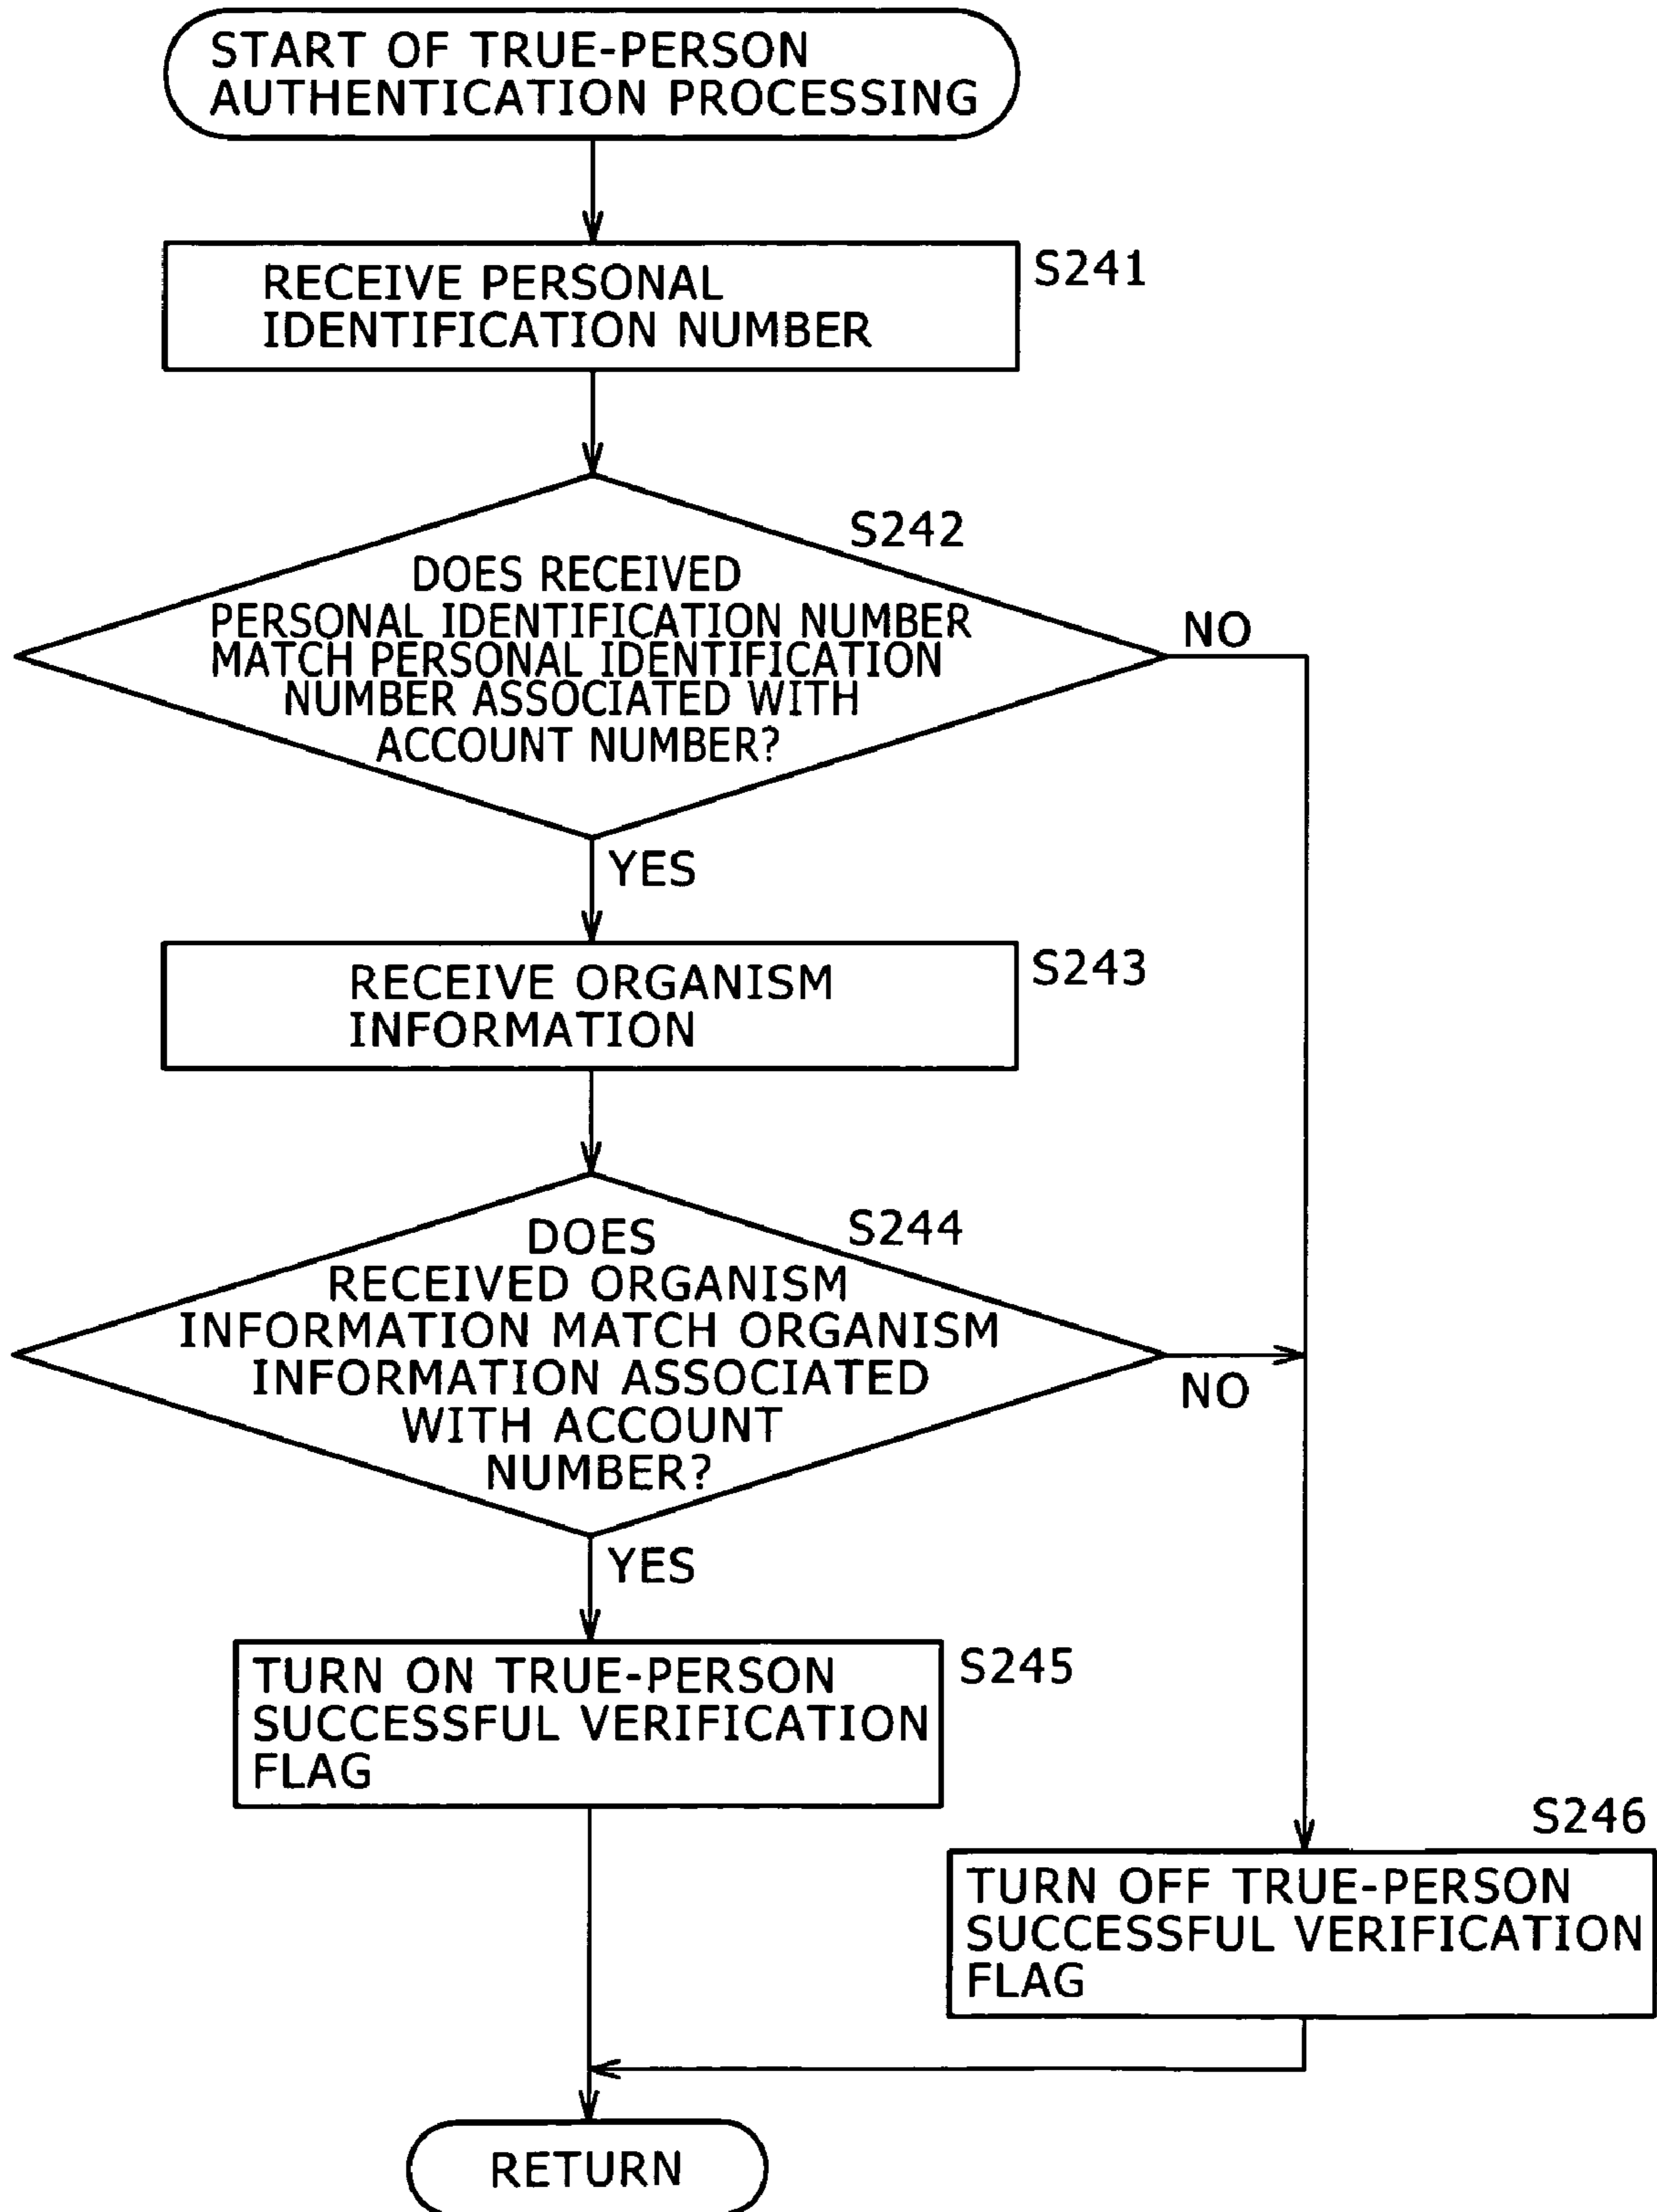 START OF TRUE-PERSON
AUTHENTICATION PROCESSING
S241
RECEIVE PERSONAL
IDENTIFICATION NUMBER
S242
DOES RECEIVED
PERSONAL IDENTIFICATION NUMBER
MATCH PERSONAL IDENTIFICATION
NUMBER ASSOCIATED WITH
ACCOUNT NUMBER?
NO
YES
S243
RECEIVE ORGANISM
INFORMATION
S244
DOES
RECEIVED ORGANISM
INFORMATION MATCH ORGANISM
INFORMATION ASSOCIATED
WITH ACCOUNT
NUMBER?
NO
YES
S245
TURN ON TRUE-PERSON
SUCCESSFUL VERIFICATION
FLAG
S246
TURN OFF TRUE-PERSON
SUCCESSFUL VERIFICATION
FLAG
RETURN